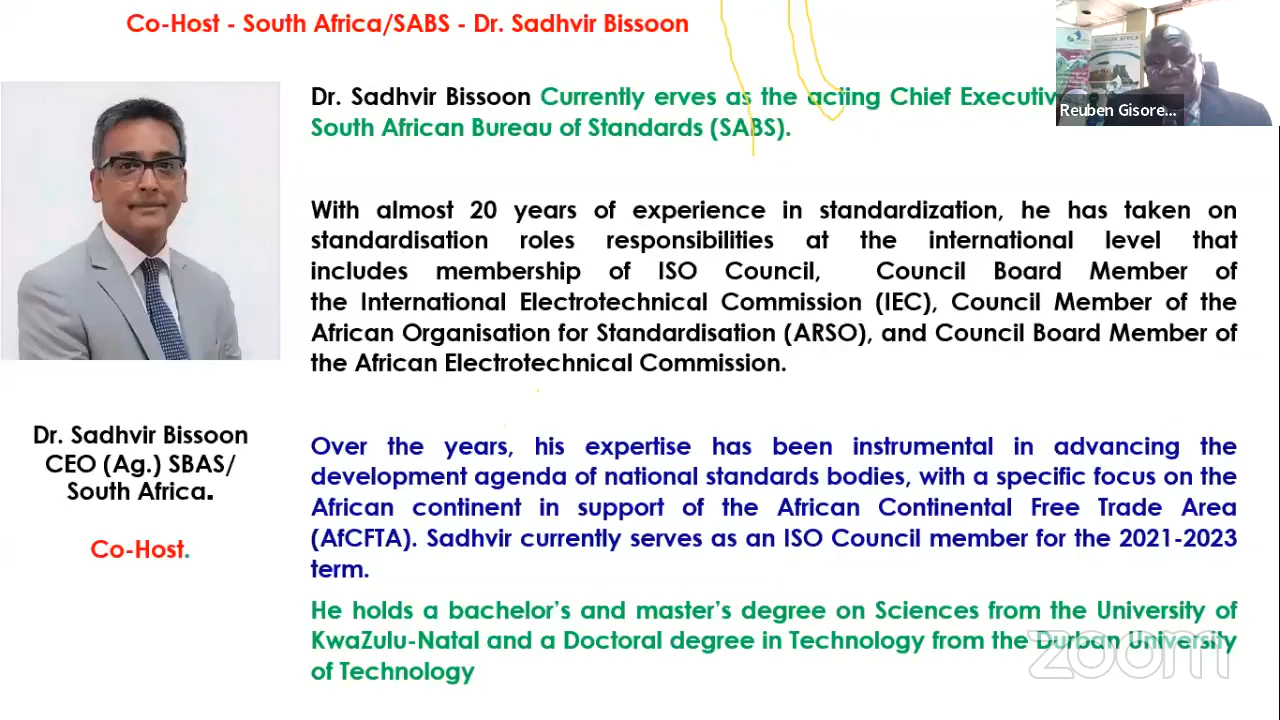 Co-Host - South Africa/SABS - Dr. Sadhvir Bissoon
Reuben Gisore...
Dr. Sadhvir Bissoon Currently erves as the acting Chief Executiv
South African Bureau of Standards (SABS).
With almost 20 years of experience in standardization, he has taken on
standardisation roles responsibilities at the international level that
includes membership of ISO Council, Council Board Member of
the International Electrotechnical Commission (IEC), Council Member of the
African Organisation for Standardisation (ARSO), and Council Board Member of
the African Electrotechnical Commission.
Dr. Sadhvir Bissoon
CEO (Ag.) SBAS/
South Africa.
Co-Host.
Over the years, his expertise has been instrumental in advancing the
development agenda of national standards bodies, with a specific focus on the
African continent in support of the African Continental Free Trade Area
(AfCFTA). Sadhvir currently serves as an ISO Council member for the 2021-2023
term.
He holds a bachelor's and master's degree on Sciences from the University of
KwaZulu-Natal and a Doctoral degree in Technology from the Durban University
of Technology
zoom